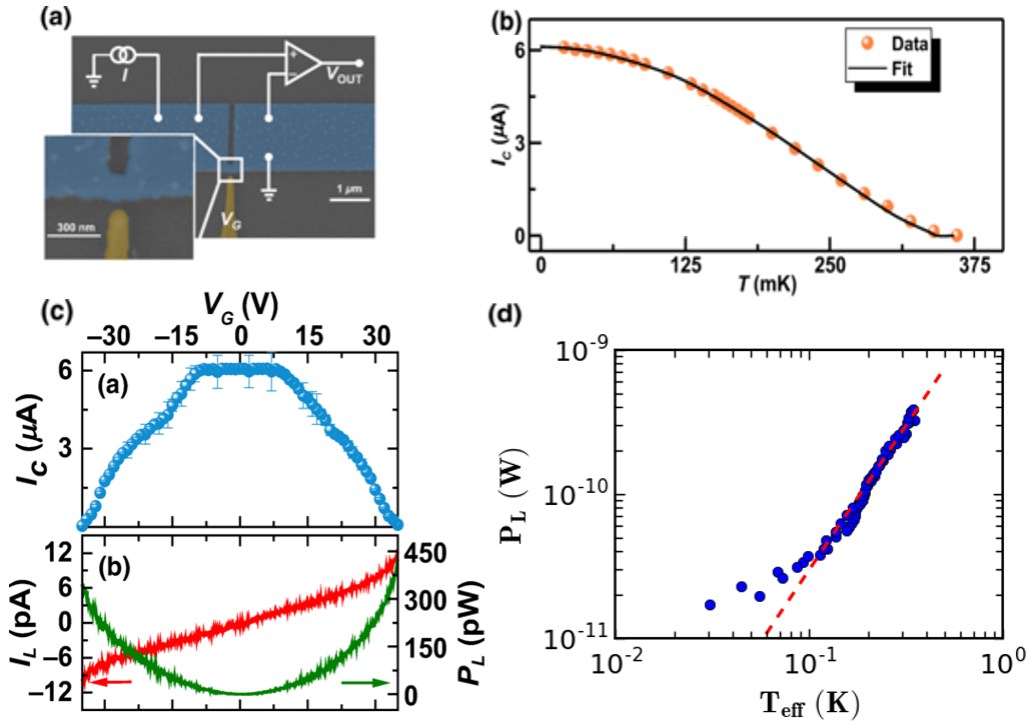 (a)
I
+
−
V_OUT
1 µm
300 nm
V_G
(b)
Data
Fit
I_c (µA)
6
3
0
0 125 250 375
T (mK)
(c)
V_G (V)
−30 −15 0 15 30
(a)
I_C (µA)
6
3
(b)
I_L (pA)
12
6
0
−6
−12
450
300
150
0
P_L (pW)
(d)
P_L (W)
10^-9
10^-10
10^-11
10^-2 10^-1 10^0
T_eff (K)